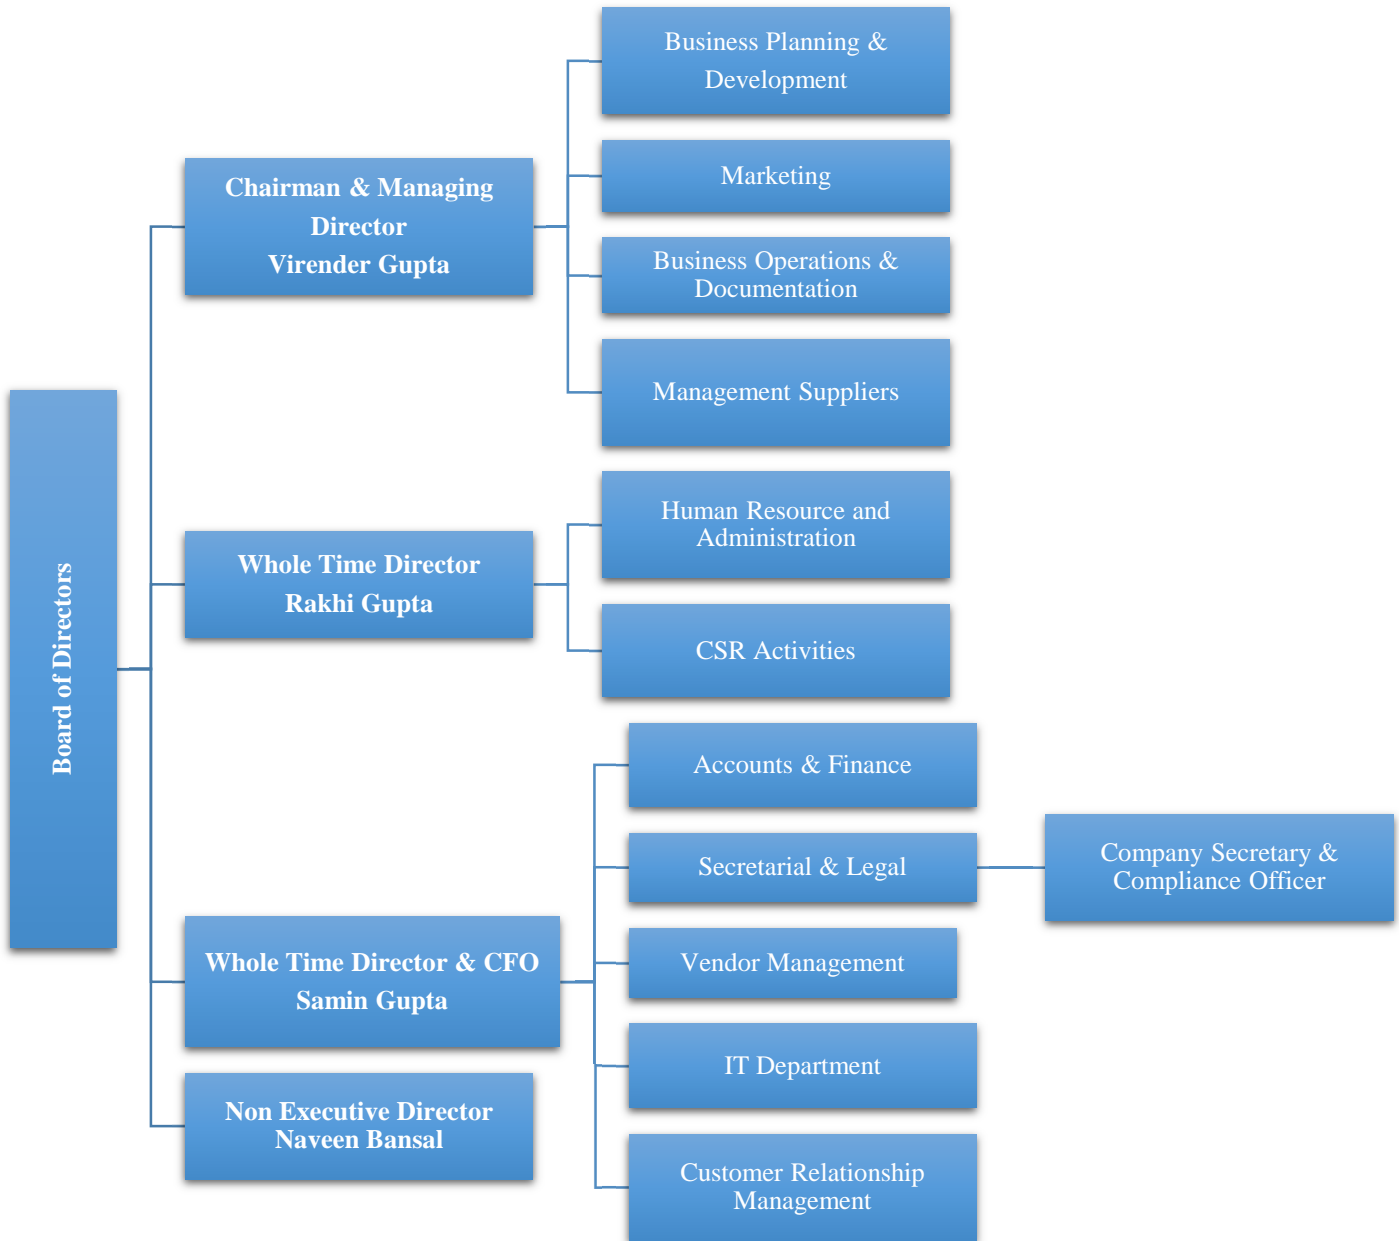 Board of Directors
Chairman & Managing
Director
Virender Gupta
Business Planning &
Development
Marketing
Business Operations &
Documentation
Management Suppliers
Whole Time Director
Rakhi Gupta
Human Resource and
Administration
CSR Activities
Whole Time Director & CFO
Samin Gupta
Accounts & Finance
Secretarial & Legal
Company Secretary &
Compliance Officer
Vendor Management
IT Department
Customer Relationship
Management
Non Executive Director
Naveen Bansal